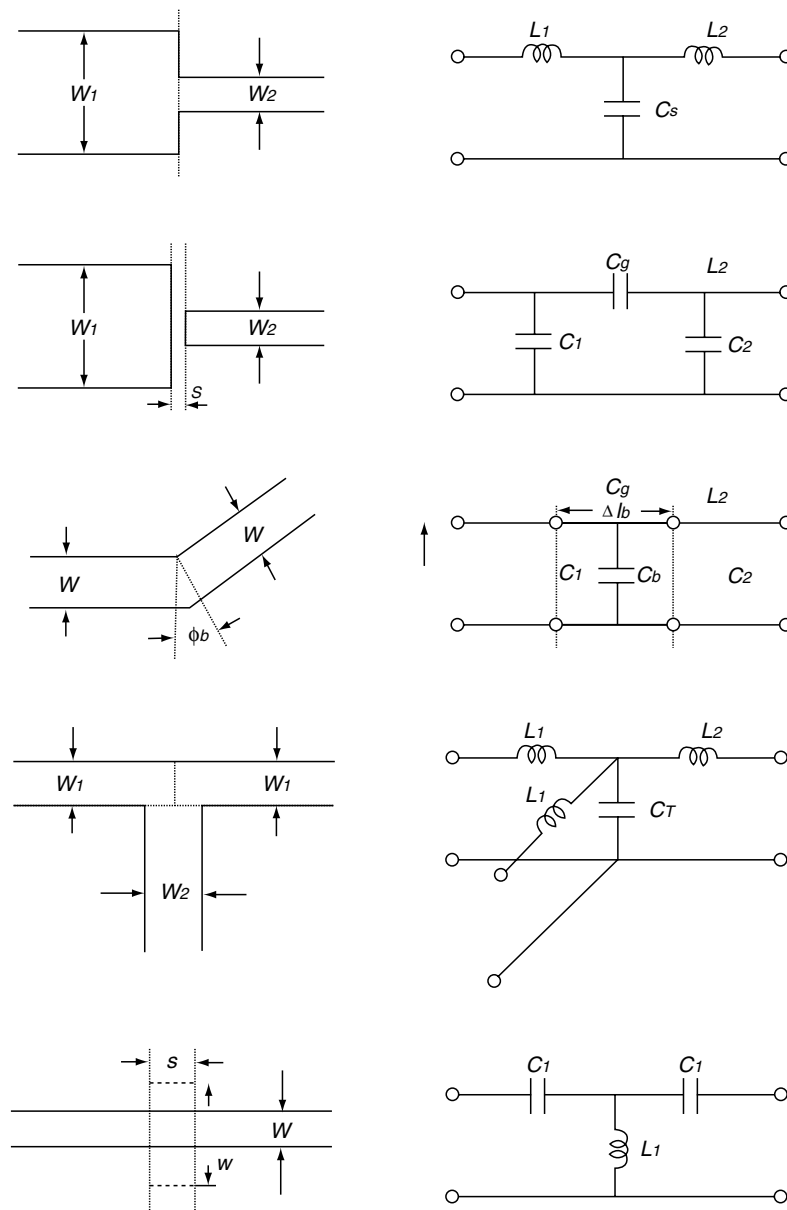 L1 L2
W1 W2
Cs
Cg L2
W1 W2 C1 C2
S
Cg L2
Δlb
W
W C1 Cb C2
ϕb
L1 L2
W1 W1
L1 CT
W2
s C1 C1
W
L1
w